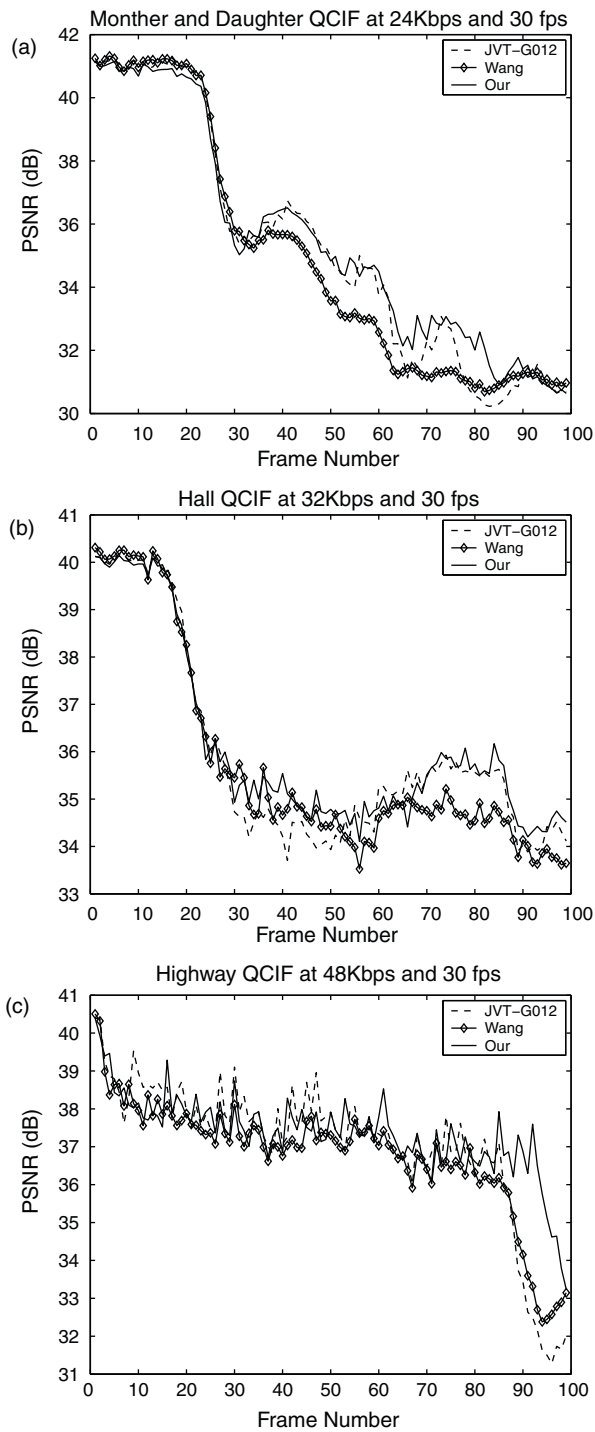 (a)
Monther and Daughter QCIF at 24Kbps and 30 fps
42
40
38
36
34
32
30
PSNR (dB)
JVT-G012
Wang
Our
0 10 20 30 40 50 60 70 80 90 100
Frame Number
(b)
Hall QCIF at 32Kbps and 30 fps
41
40
39
38
37
36
35
34
33
PSNR (dB)
JVT-G012
Wang
Our
0 10 20 30 40 50 60 70 80 90 100
Frame Number
(c)
Highway QCIF at 48Kbps and 30 fps
41
40
39
38
37
36
35
34
33
32
31
PSNR (dB)
JVT-G012
Wang
Our
0 10 20 30 40 50 60 70 80 90 100
Frame Number